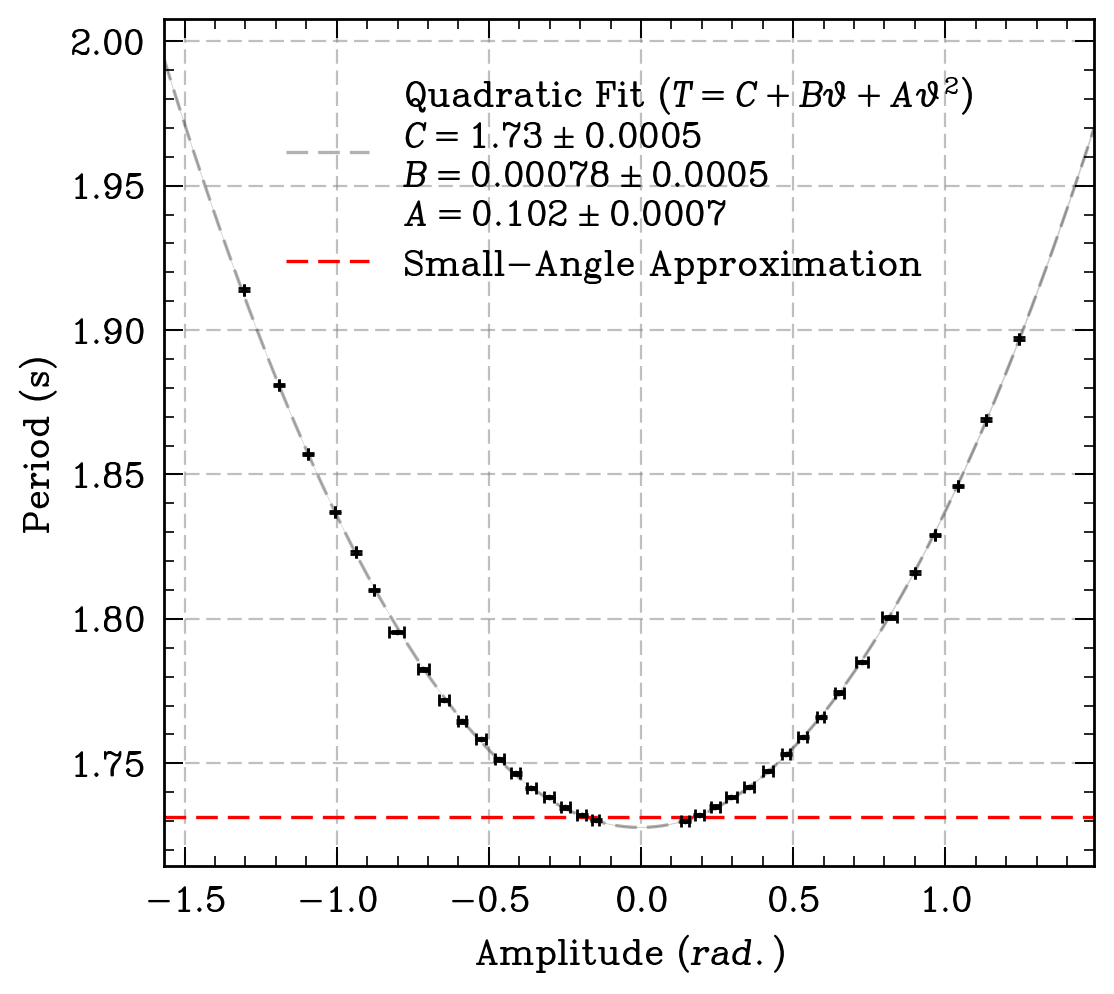 2.00
1.95
1.90
1.85
1.80
1.75
Period (s)
Quadratic Fit (T = C + Bϑ + Aϑ²)
C = 1.73 ± 0.0005
B = 0.00078 ± 0.0005
A = 0.102 ± 0.0007
Small−Angle Approximation
−1.5 −1.0 −0.5 0.0 0.5 1.0
Amplitude (rad. )